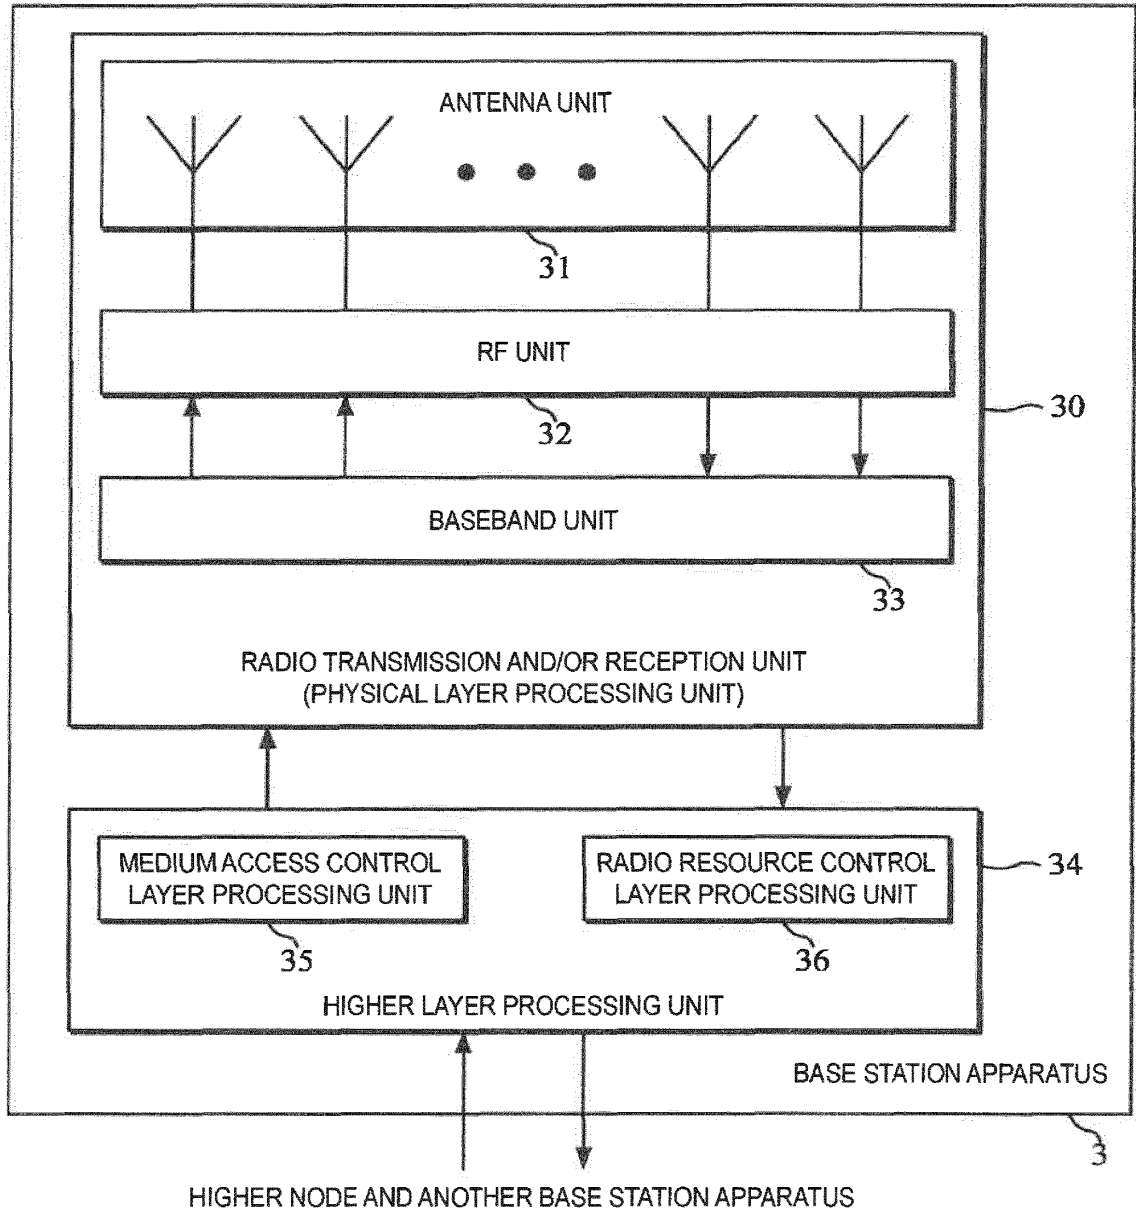 ANTENNA UNIT
31
RF UNIT
32
30
BASEBAND UNIT
33
RADIO TRANSMISSION AND/OR RECEPTION UNIT
(PHYSICAL LAYER PROCESSING UNIT)
MEDIUM ACCESS CONTROL
LAYER PROCESSING UNIT
35
RADIO RESOURCE CONTROL
LAYER PROCESSING UNIT
36
34
HIGHER LAYER PROCESSING UNIT
BASE STATION APPARATUS
3
HIGHER NODE AND ANOTHER BASE STATION APPARATUS